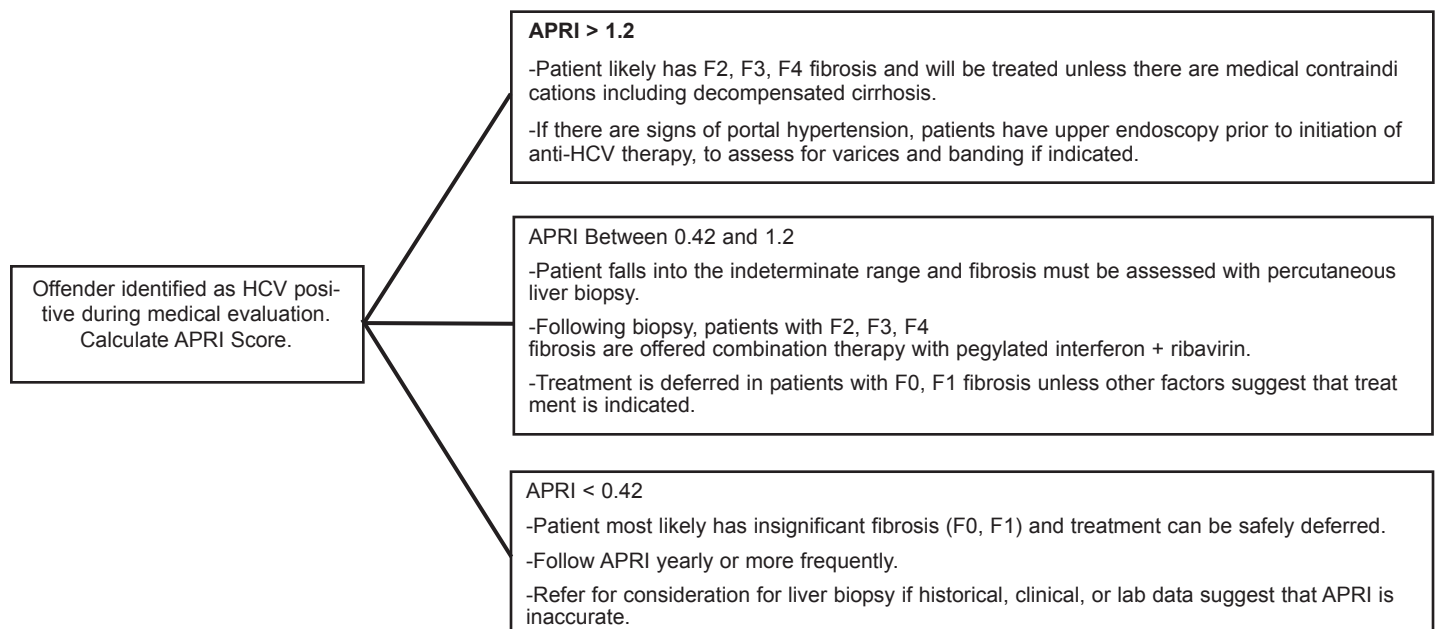 APRI > 1.2
-Patient likely has F2, F3, F4 fibrosis and will be treated unless there are medical contraindi
cations including decompensated cirrhosis.
-If there are signs of portal hypertension, patients have upper endoscopy prior to initiation of
anti-HCV therapy, to assess for varices and banding if indicated.
Offender identified as HCV posi-
tive during medical evaluation.
Calculate APRI Score.
APRI Between 0.42 and 1.2
-Patient falls into the indeterminate range and fibrosis must be assessed with percutaneous
liver biopsy.
-Following biopsy, patients with F2, F3, F4
fibrosis are offered combination therapy with pegylated interferon + ribavirin.
-Treatment is deferred in patients with F0, F1 fibrosis unless other factors suggest that treat
ment is indicated.
APRI < 0.42
-Patient most likely has insignificant fibrosis (F0, F1) and treatment can be safely deferred.
-Follow APRI yearly or more frequently.
-Refer for consideration for liver biopsy if historical, clinical, or lab data suggest that APRI is
inaccurate.